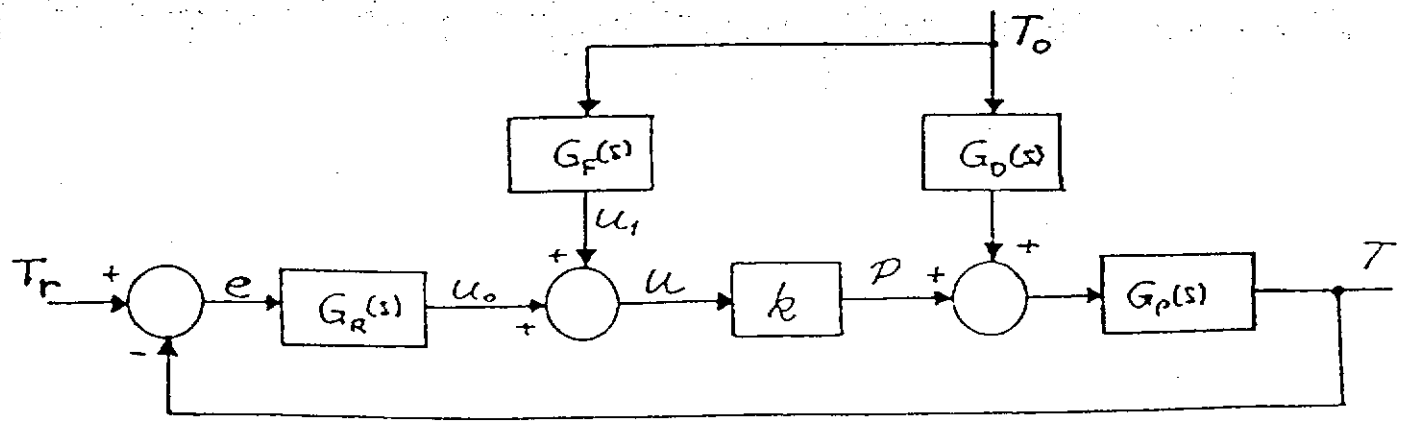 T₀
G_F(s)
G_D(s)
u₁
+
+
T_r
+
e
G_R(s)
u₀
+
u
k
P
+
G_P(s)
T
-